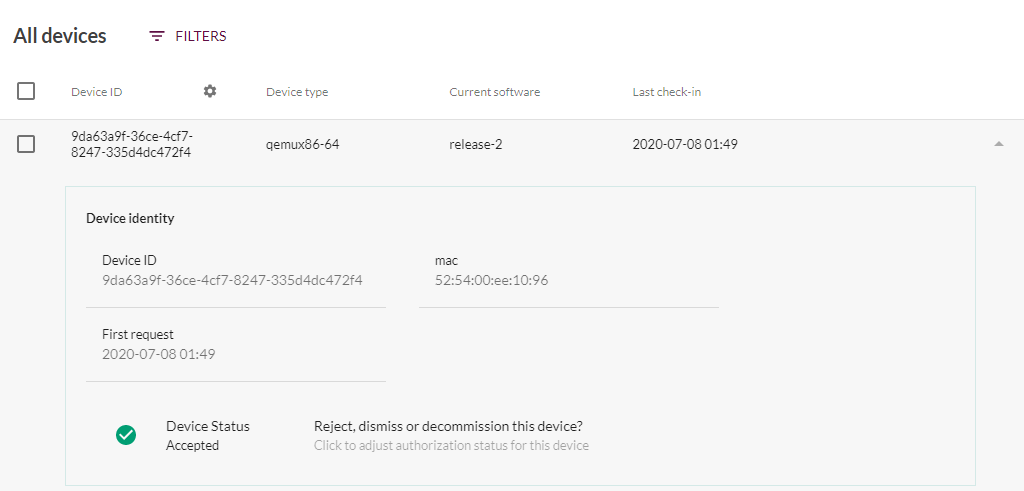 All devices FILTERS
Device ID Device type Current software Last check-in
9da63a9f-36ce-4cf7-
8247-335d4dc472f4 qemux86-64 release-2 2020-07-08 01:49
Device identity
Device ID mac
9da63a9f-36ce-4cf7-8247-335d4dc472f4 52:54:00:ee:10:96
First request
2020-07-08 01:49
Device Status Reject, dismiss or decommission this device?
Accepted Click to adjust authorization status for this device